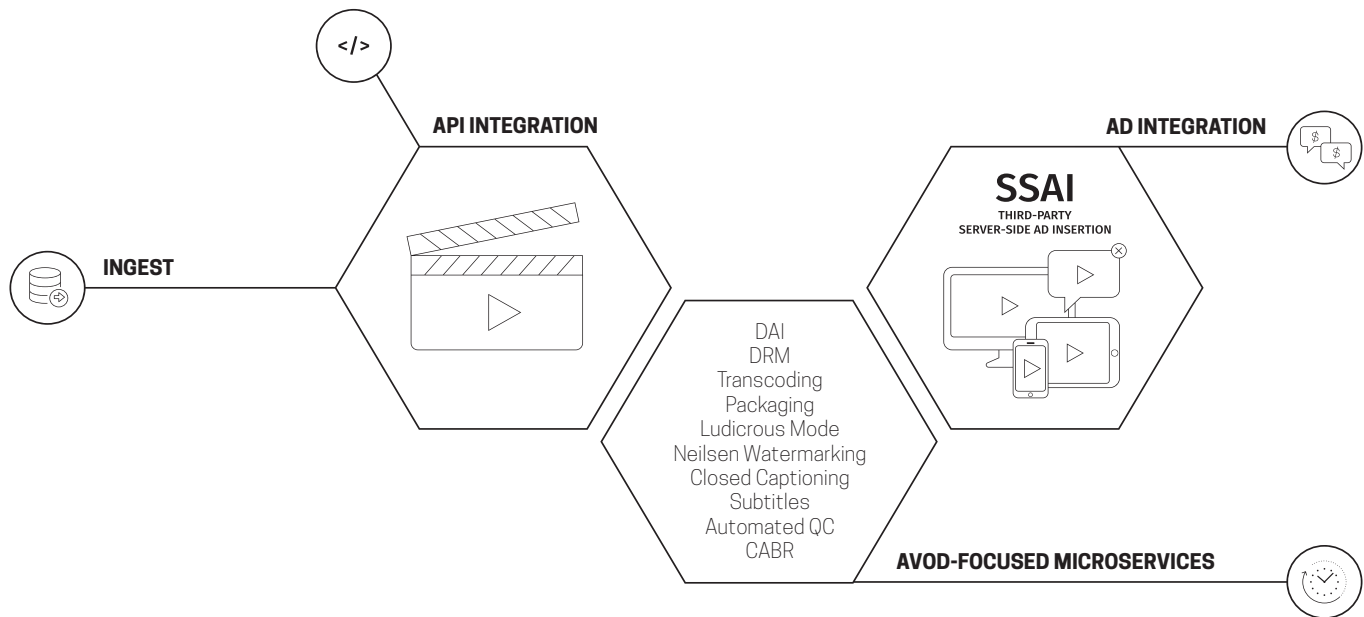 </>
API INTEGRATION
INGEST
AD INTEGRATION
$
$
SSAI
THIRD-PARTY
SERVER-SIDE AD INSERTION
DAI
DRM
Transcoding
Packaging
Ludicrous Mode
Neilsen Watermarking
Closed Captioning
Subtitles
Automated QC
CABR
AVOD-FOCUSED MICROSERVICES